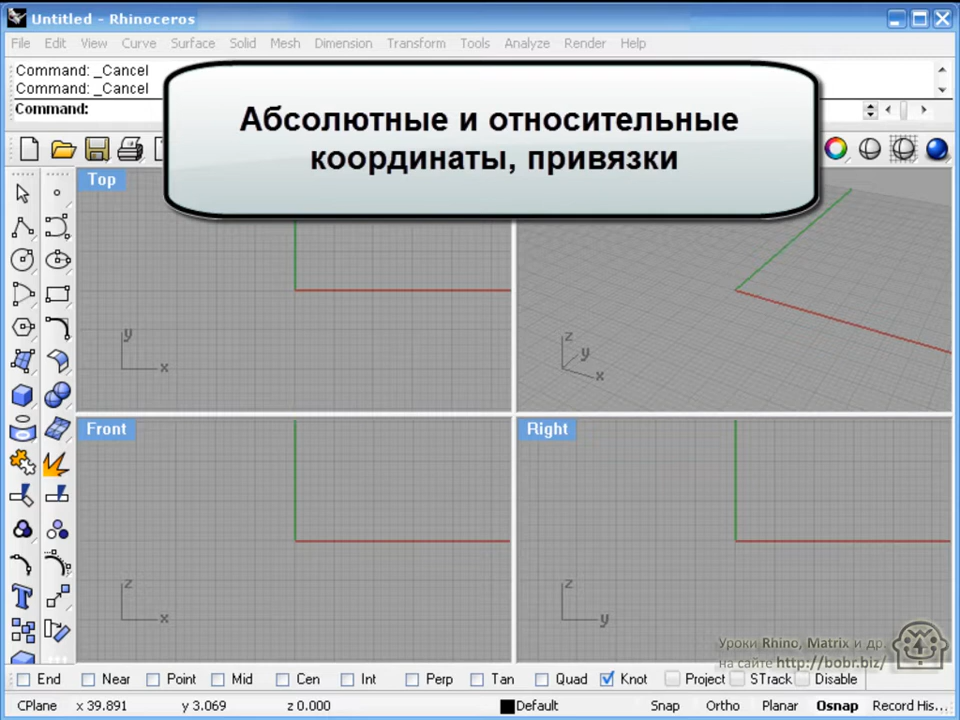 Untitled - Rhinoceros
File Edit View Curve Surface Solid Mesh Dimension Transform Tools Analyze Render Help
Command: _Cancel
Command: _Cancel
Command:
Абсолютные и относительные
координаты, привязки
Top
y
x
z
y
x
Front
Right
z
x
z
y
Уроки Rhino, Matrix и др.
на сайте http://bobr.biz/
End Near Point Mid Cen Int Perp Tan Quad Knot Project STrack Disable
CPlane x 39.891 y 3.069 z 0.000 Default Snap Ortho Planar Osnap Record His...